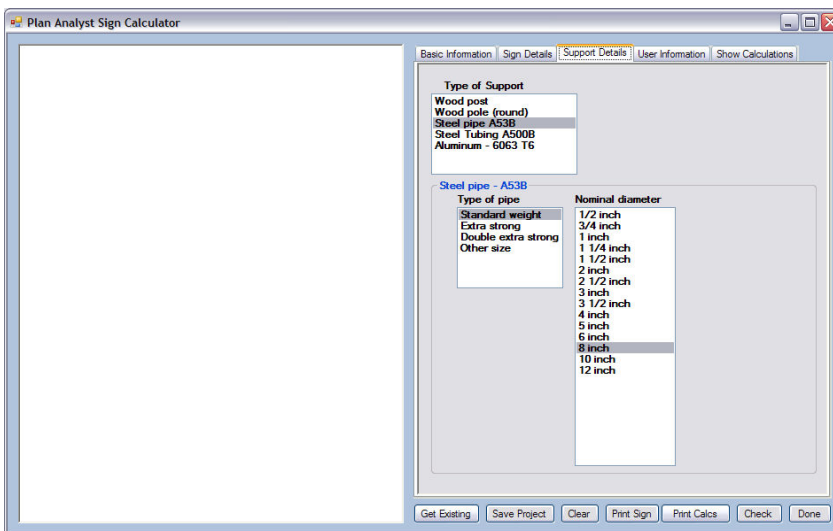 Plan Analyst Sign Calculator
Basic Information Sign Details Support Details User Information Show Calculations
Type of Support
Wood post
Wood pole (round)
Steel pipe A53B
Steel Tubing A500B
Aluminum - 6063 T6
Steel pipe - A53B
Type of pipe
Standard weight
Extra strong
Double extra strong
Other size
Nominal diameter
1/2 inch
3/4 inch
1 inch
1 1/4 inch
1 1/2 inch
2 inch
2 1/2 inch
3 inch
3 1/2 inch
4 inch
5 inch
6 inch
8 inch
10 inch
12 inch
Get Existing Save Project Clear Print Sign Print Calcs Check Done